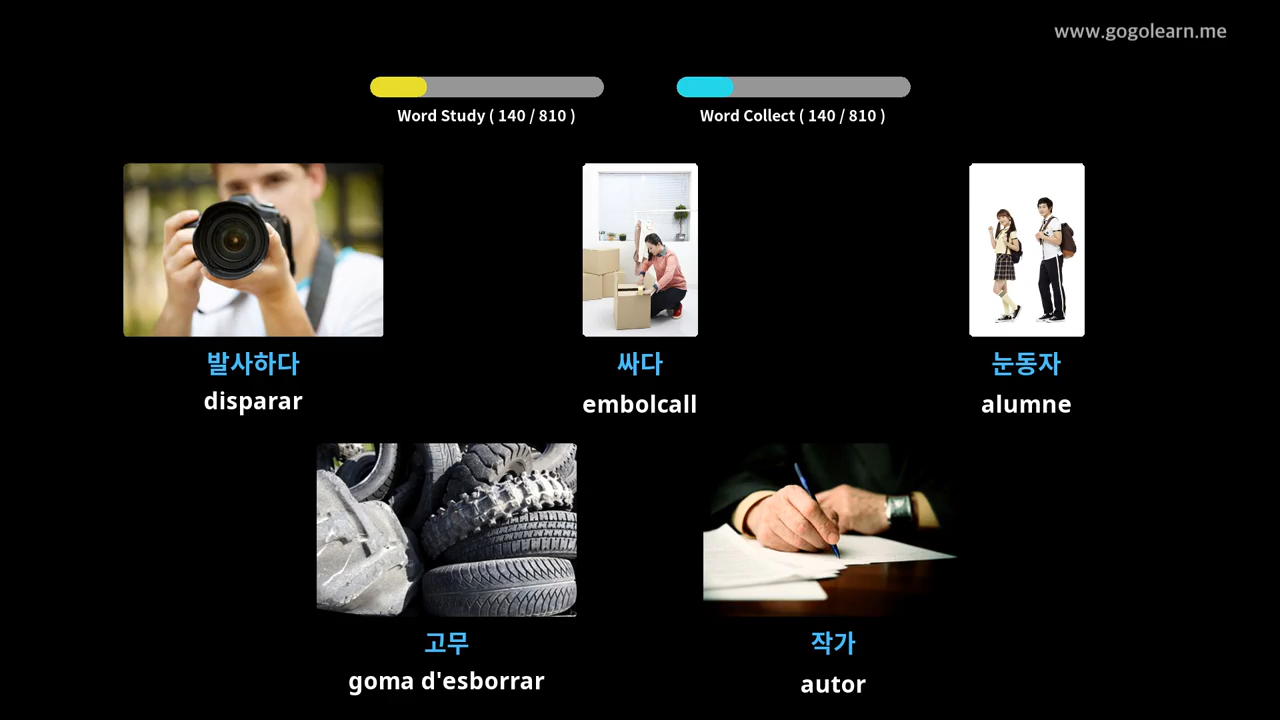 www.gogolearn.me
Word Study ( 140 / 810 )
Word Collect ( 140 / 810 )
발사하다
disparar
싸다
embolcall
눈동자
alumne
고무
goma d'esborrar
작가
autor